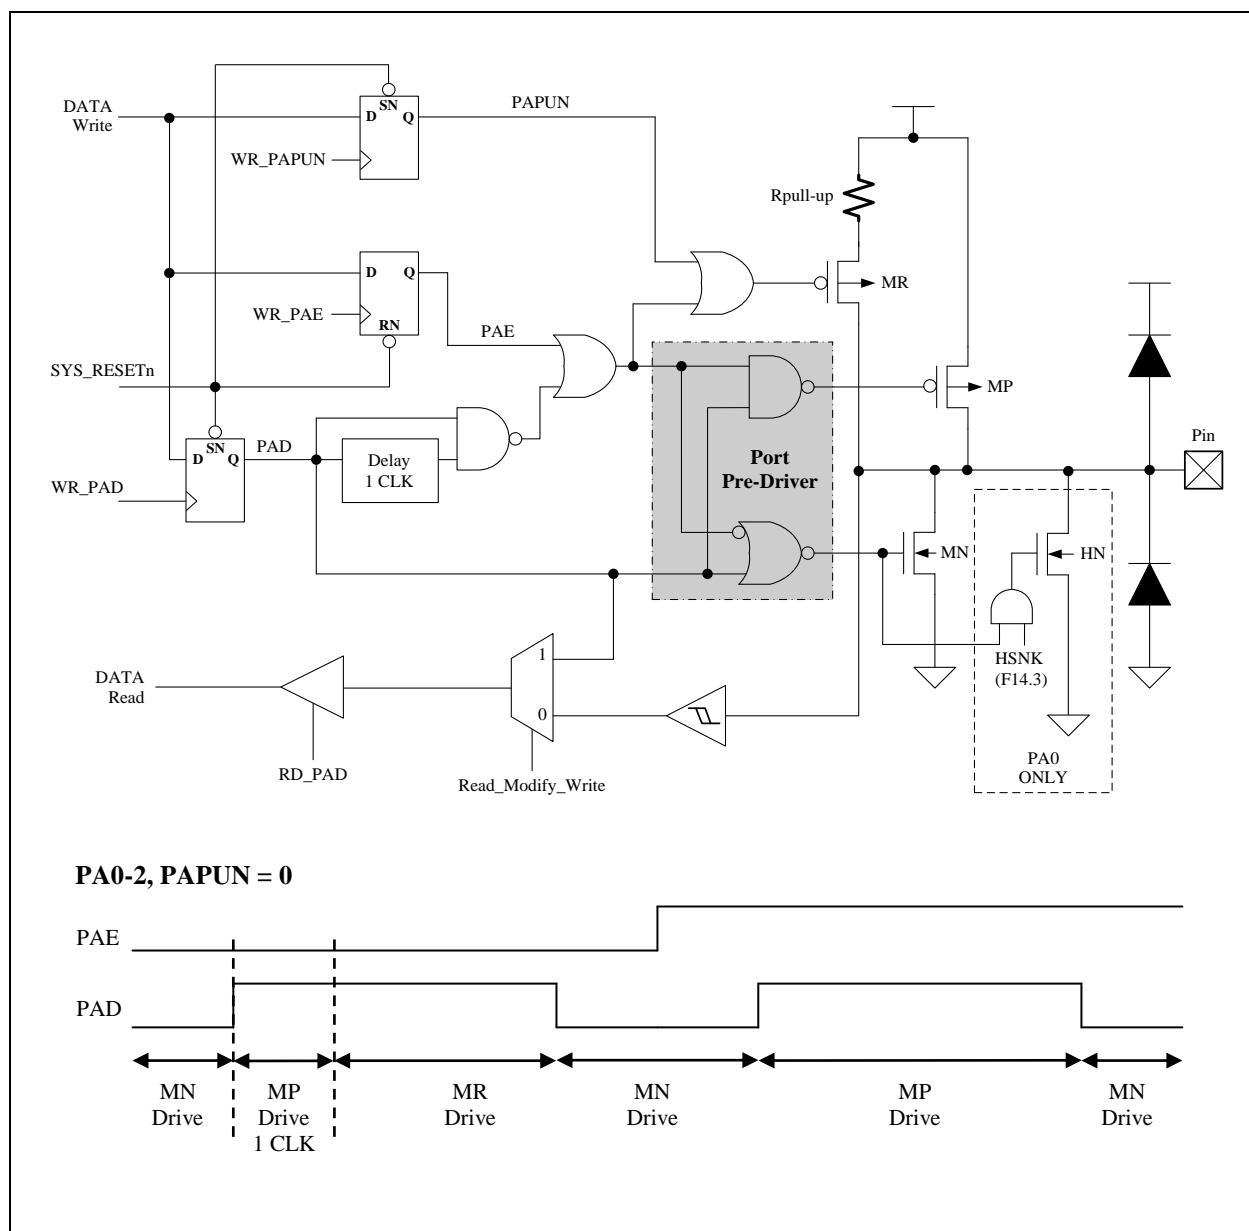 DATA
Write
SN
D
Q
PAPUN
WR_PAPUN
Rpull-up
D
Q
WR_PAE
RN
PAE
MR
SYS_RESETn
MP
SN
D
Q
PAD
Delay
1 CLK
WR_PAD
Port
Pre-Driver
Pin
MN
HN
HSNK
(F14.3)
1
0
DATA
Read
RD_PAD
Read_Modify_Write
PA0
ONLY
PA0-2, PAPUN = 0
PAE
PAD
MN
Drive
MP
Drive
1 CLK
MR
Drive
MN
Drive
MP
Drive
MN
Drive